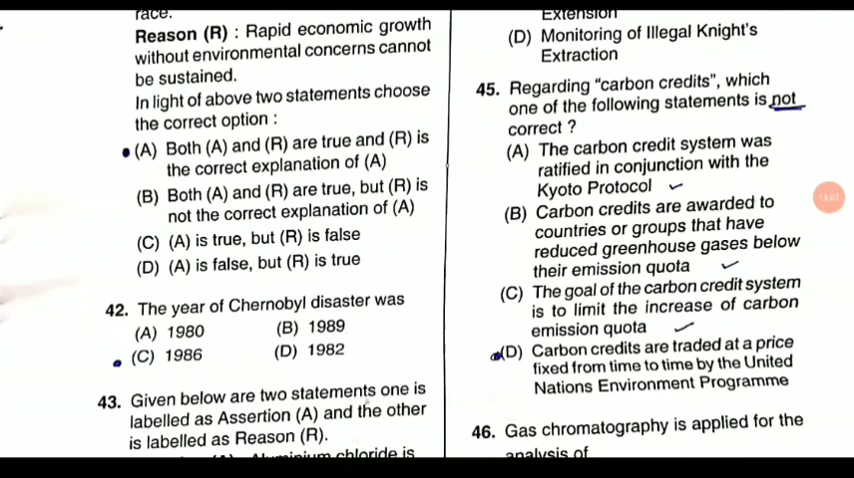 race.
Reason (R) : Rapid economic growth
without environmental concerns cannot
be sustained.
In light of above two statements choose
the correct option :
(A) Both (A) and (R) are true and (R) is
the correct explanation of (A)
(B) Both (A) and (R) are true, but (R) is
not the correct explanation of (A)
(C) (A) is true, but (R) is false
(D) (A) is false, but (R) is true
42. The year of Chernobyl disaster was
(A) 1980 (B) 1989
(C) 1986 (D) 1982
43. Given below are two statements one is
labelled as Assertion (A) and the other
is labelled as Reason (R).
chloride is
Extension
(D) Monitoring of Illegal Knight's
Extraction
45. Regarding "carbon credits", which
one of the following statements is not
correct ?
(A) The carbon credit system was
ratified in conjunction with the
Kyoto Protocol
(B) Carbon credits are awarded to
countries or groups that have
reduced greenhouse gases below
their emission quota
(C) The goal of the carbon credit system
is to limit the increase of carbon
emission quota
(D) Carbon credits are traded at a price
fixed from time to time by the United
Nations Environment Programme
46. Gas chromatography is applied for the
analysis of